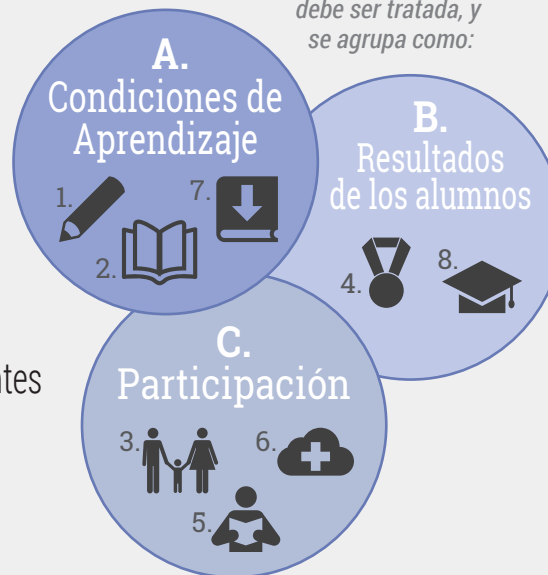 debe ser tratada, y
se agrupa como:
A.
Condiciones de
Aprendizaje
1.
7.
2.
B.
Resultados
de los alumnos
4.
8.
ntes
C.
Participación
3.
6.
5.